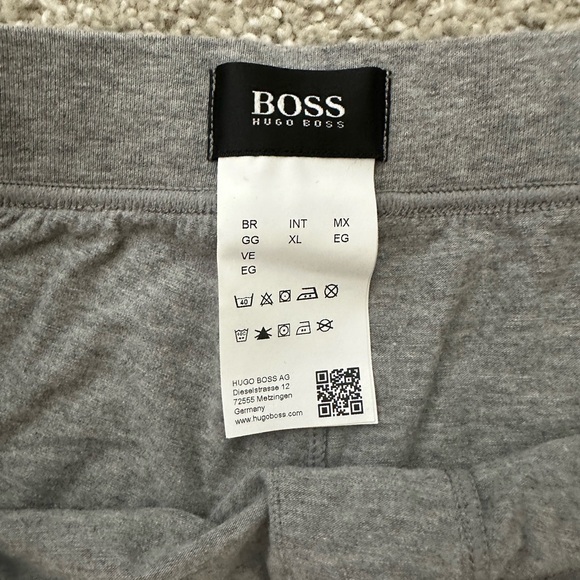 BOSS
HUGO BOSS
BR INT MX
GG XL EG
VE
EG
40
HUGO BOSS AG
Dieselstrasse 12
72555 Metzingen
Germany
www.hugoboss.com